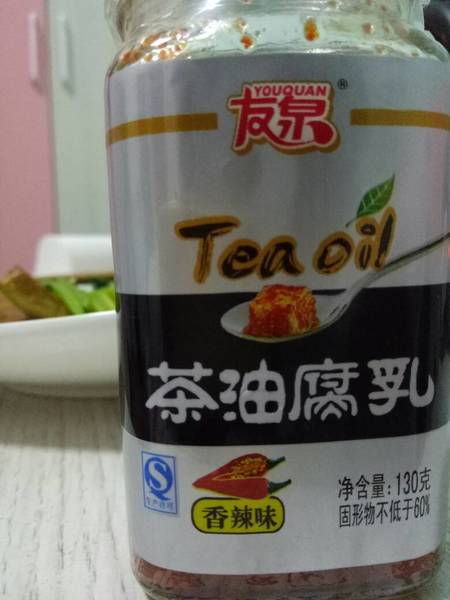 YOUQUAN
友泉®
Tea oil
茶油腐乳
香辣味
净含量:130克
固形物不低于60%